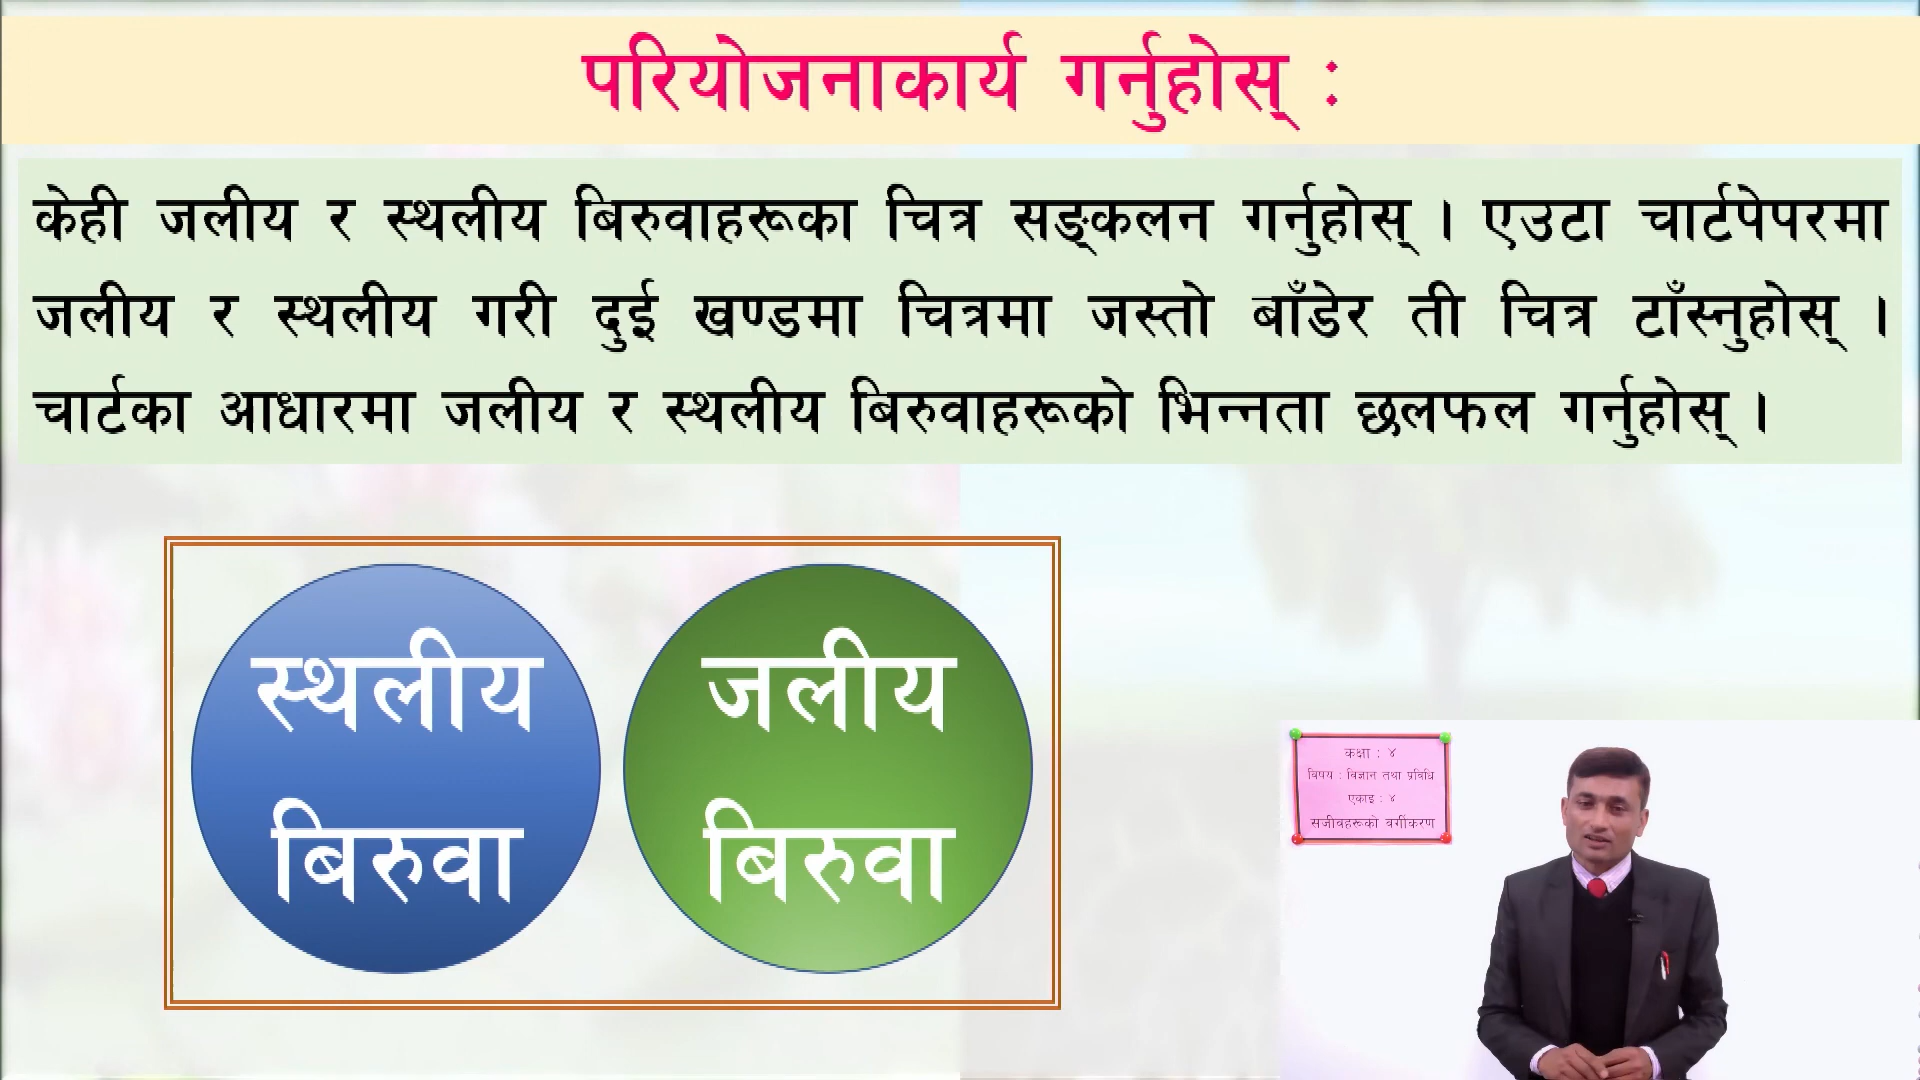 परियोजनाकार्य गर्नुहोस् :
केही जलीय र स्थलीय बिरुवाहरूका चित्र सङ्कलन गर्नुहोस् । एउटा चार्टपेपरमा
जलीय र स्थलीय गरी दुई खण्डमा चित्रमा जस्तो बाँडेर ती चित्र टाँस्नुहोस् ।
चार्टका आधारमा जलीय र स्थलीय बिरुवाहरूको भिन्नता छलफल गर्नुहोस् ।
स्थलीय
बिरुवा
जलीय
बिरुवा
कक्षा : ४
विषय : विज्ञान तथा प्रविधि
एकाइ : ४
सजीवहरूको वर्गीकरण